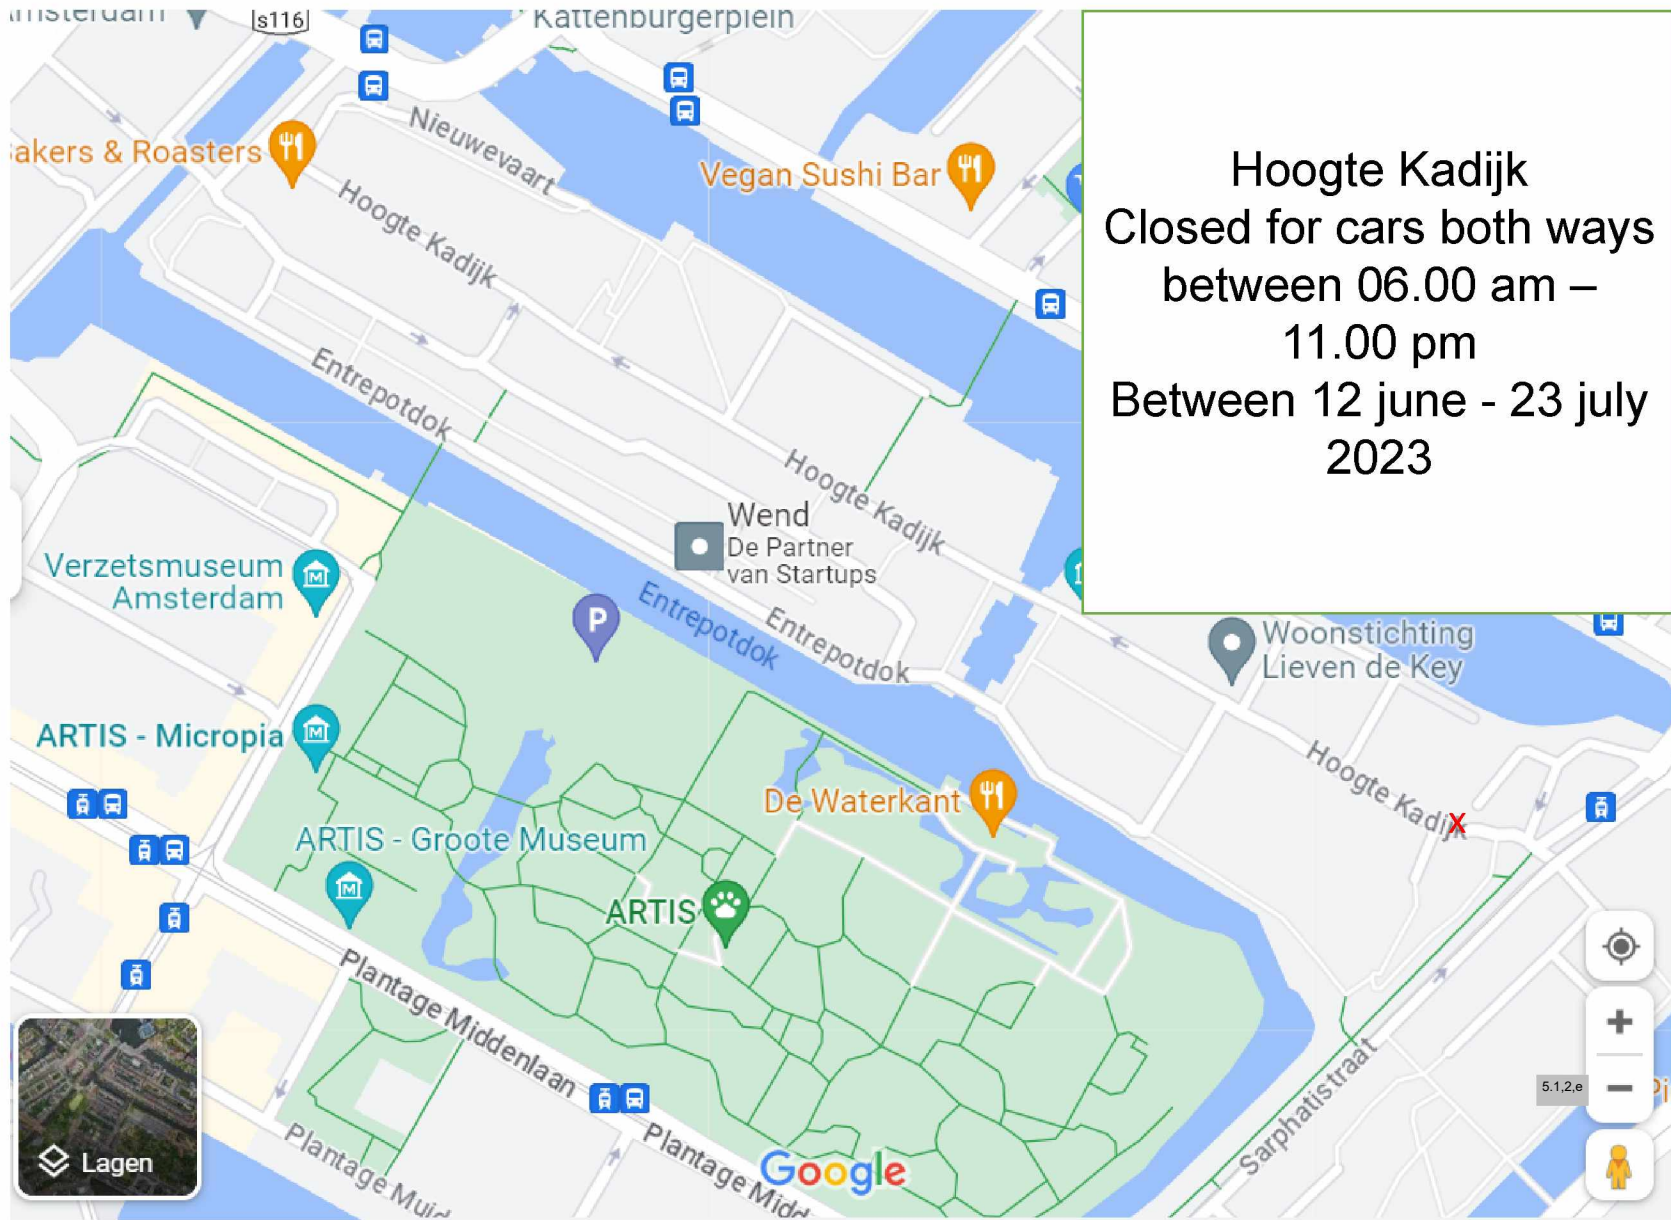 s116
Kattenburgerplein
Nieuwevaart
akers & Roasters
Vegan Sushi Bar
Hoogte Kadijk
Hoogte Kadijk
Closed for cars both ways
between 06.00 am –
11.00 pm
Between 12 june - 23 july
2023
Entrepotdok
Hoogte Kadijk
Wend
De Partner
van Startups
Verzetsmuseum
Amsterdam
P
Entrepotdok
Entrepotdok
Woonstichting
Lieven de Key
ARTIS - Micropia
Hoogte Kadijk
X
De Waterkant
ARTIS - Groote Museum
ARTIS
Plantage Middenlaan
Sarphatistraat
5.1,2,e
Lagen
Plantage Muid
Plantage Midd
Google